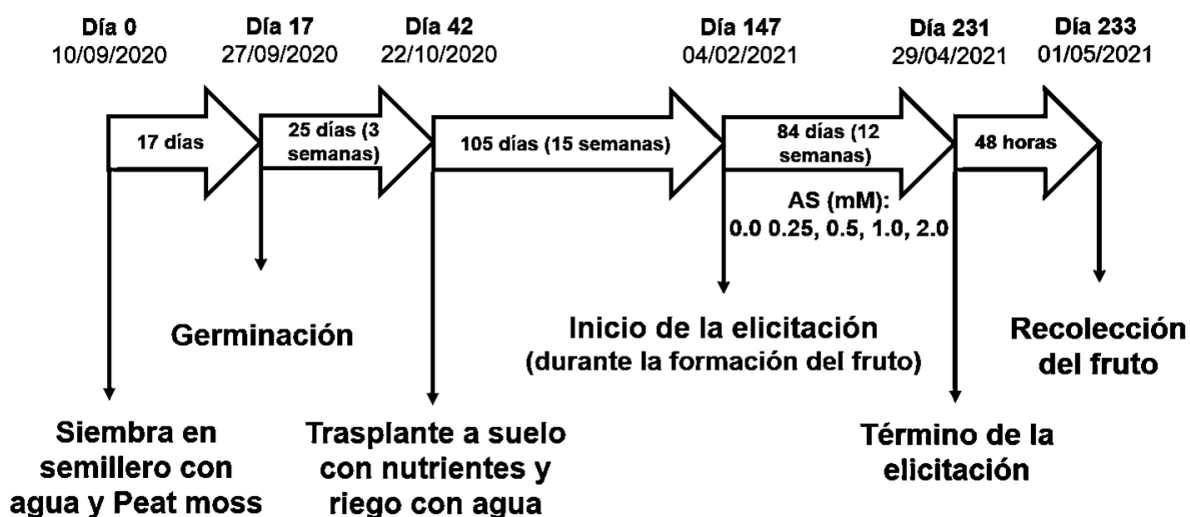 Día 0
10/09/2020
Día 17
27/09/2020
Día 42
22/10/2020
Día 147
04/02/2021
Día 231
29/04/2021
Día 233
01/05/2021
17 días
25 días (3
semanas)
105 días (15 semanas)
84 días (12
semanas)
48 horas
AS (mM):
0.0 0.25, 0.5, 1.0, 2.0
Germinación
Inicio de la elicitación
(durante la formación del fruto)
Recolección
del fruto
Siembra en
semillero con
agua y Peat moss
Trasplante a suelo
con nutrientes y
riego con agua
Término de la
elicitación